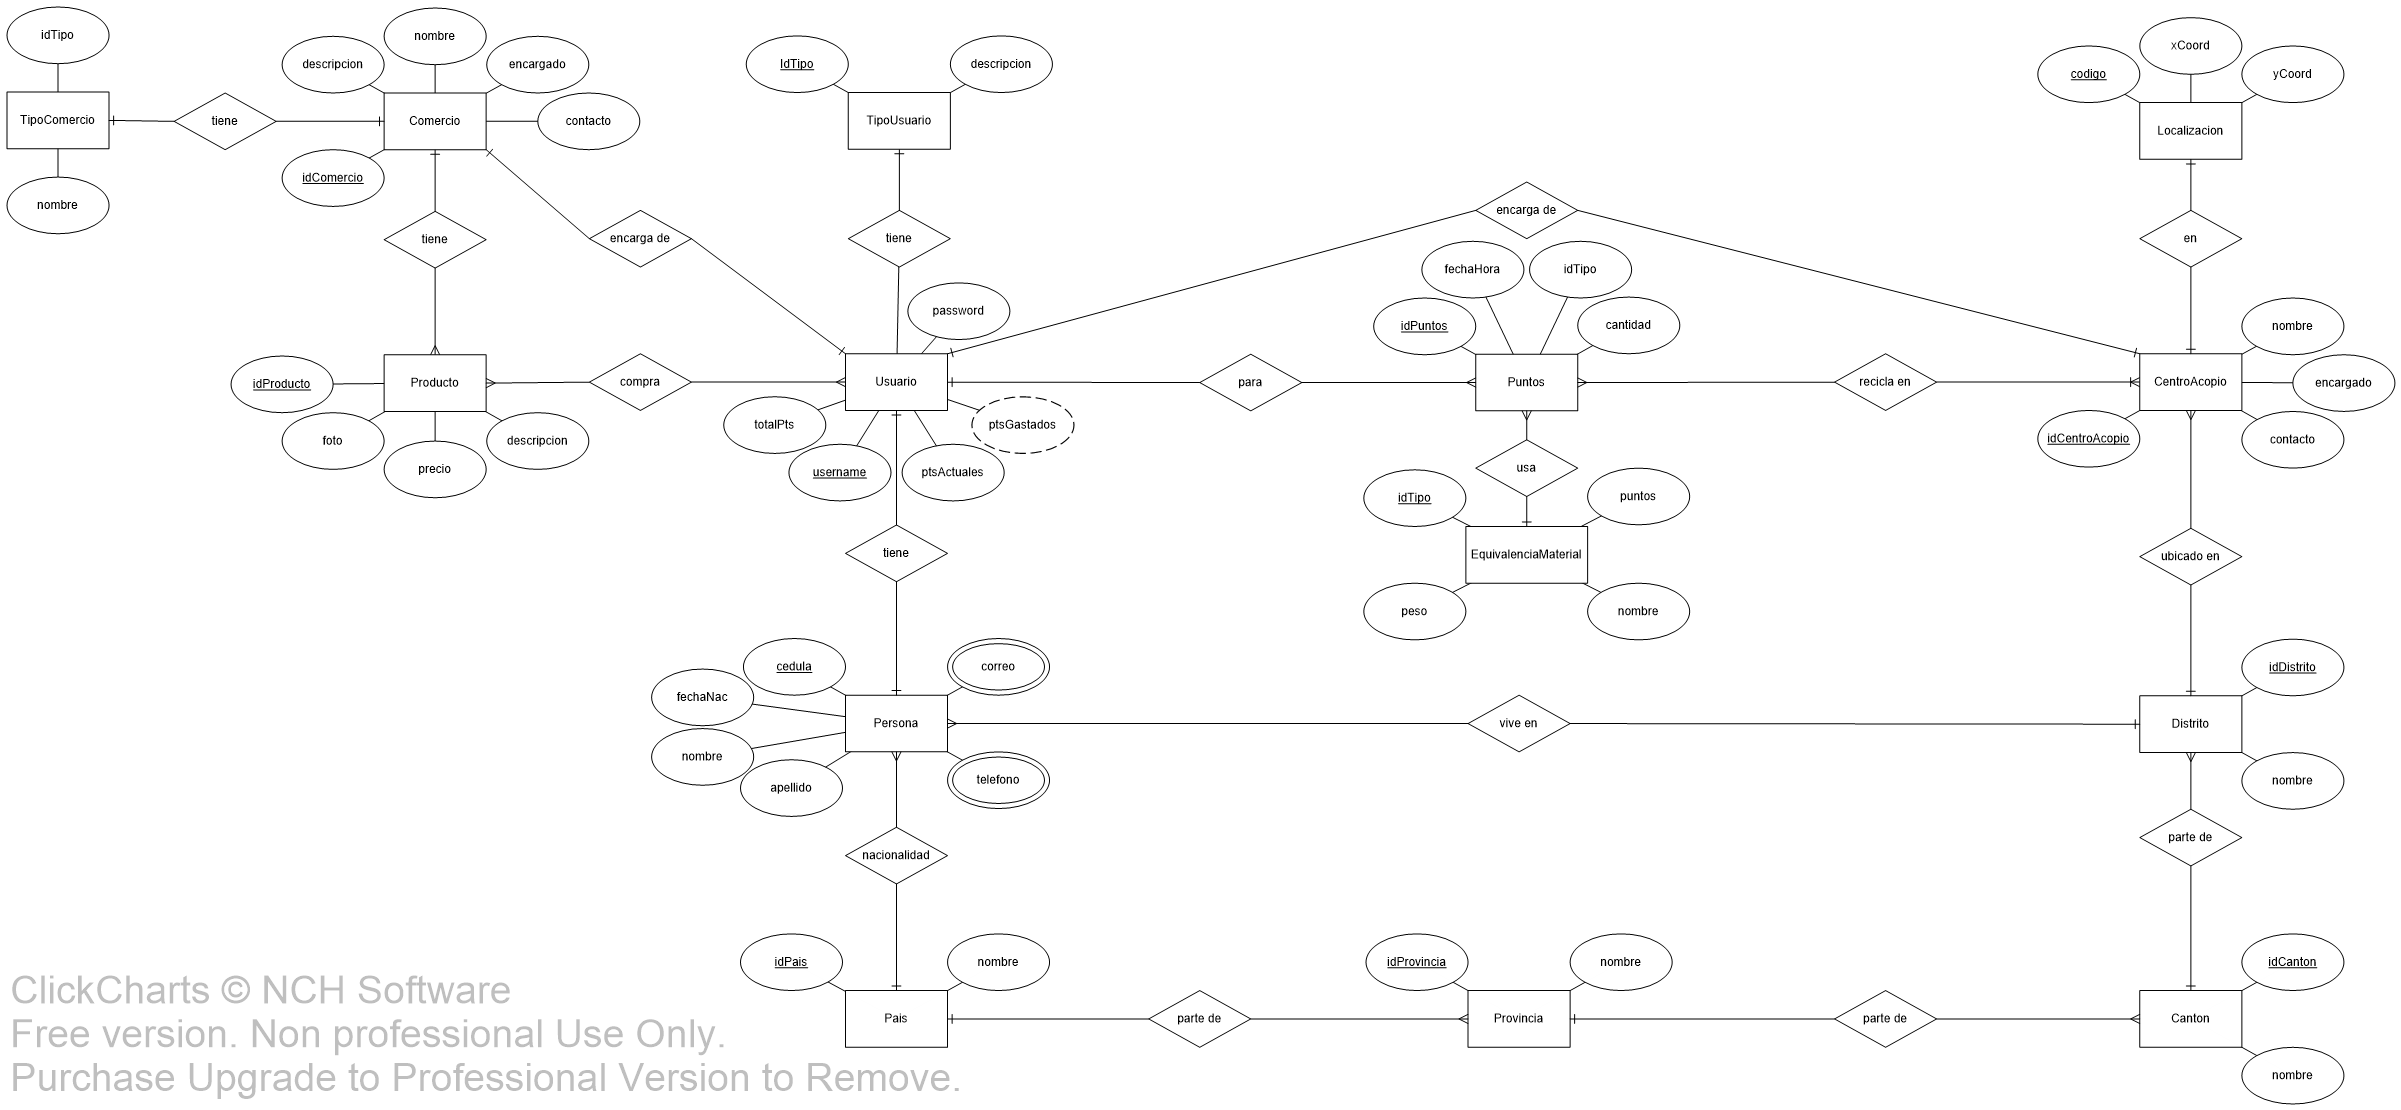 idTipo
TipoComercio
nombre
tiene
descripcion
nombre
encargado
Comercio
contacto
idComercio
tiene
encarga de
IdTipo
descripcion
TipoUsuario
tiene
encarga de
codigo
xCoord
yCoord
Localizacion
en
idProducto
Producto
foto
precio
descripcion
compra
password
Usuario
totalPts
username
ptsActuales
ptsGastados
para
fechaHora
idTipo
idPuntos
cantidad
Puntos
recicla en
nombre
CentroAcopio
encargado
idCentroAcopio
contacto
usa
idTipo
puntos
EquivalenciaMaterial
peso
nombre
tiene
ubicado en
cedula
correo
fechaNac
Persona
nombre
apellido
telefono
vive en
idDistrito
Distrito
nombre
nacionalidad
parte de
idPais
nombre
Pais
parte de
idProvincia
nombre
Provincia
parte de
idCanton
Canton
nombre
ClickCharts © NCH Software
Free version. Non professional Use Only.
Purchase Upgrade to Professional Version to Remove.